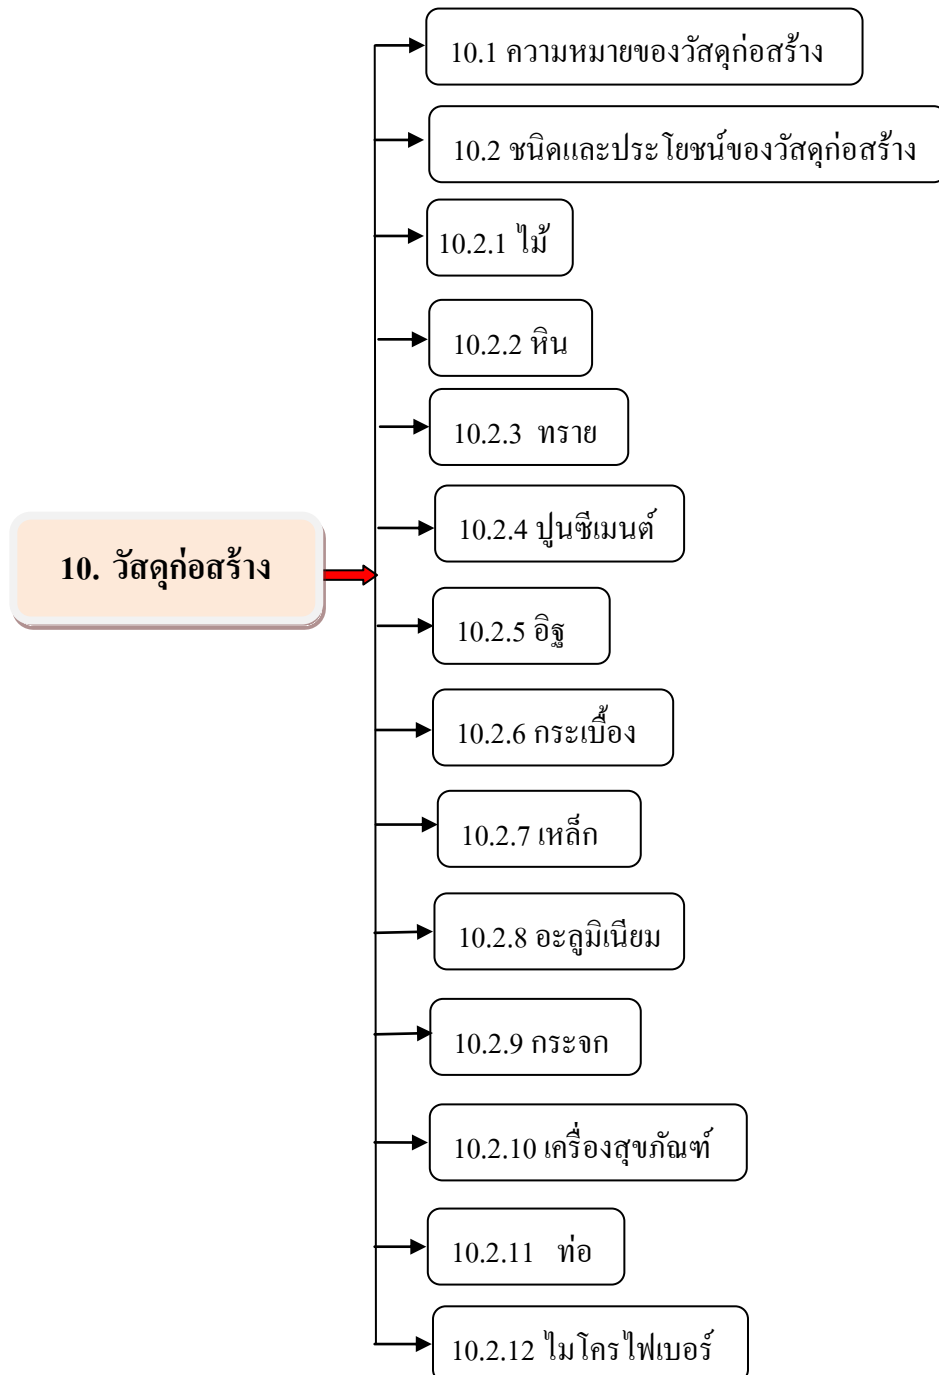 10.1 ความหมายของวัสดุก่อสร้าง
10.2 ชนิดและประโยชน์ของวัสดุก่อสร้าง
10.2.1 ไม้
10.2.2 หิน
10.2.3 ทราย
10.2.4 ปูนซีเมนต์
10. วัสดุก่อสร้าง
10.2.5 อิฐ
10.2.6 กระเบื้อง
10.2.7 เหล็ก
10.2.8 อะลูมิเนียม
10.2.9 กระจก
10.2.10 เครื่องสุขภัณฑ์
10.2.11 ท่อ
10.2.12 ไมโครไฟเบอร์